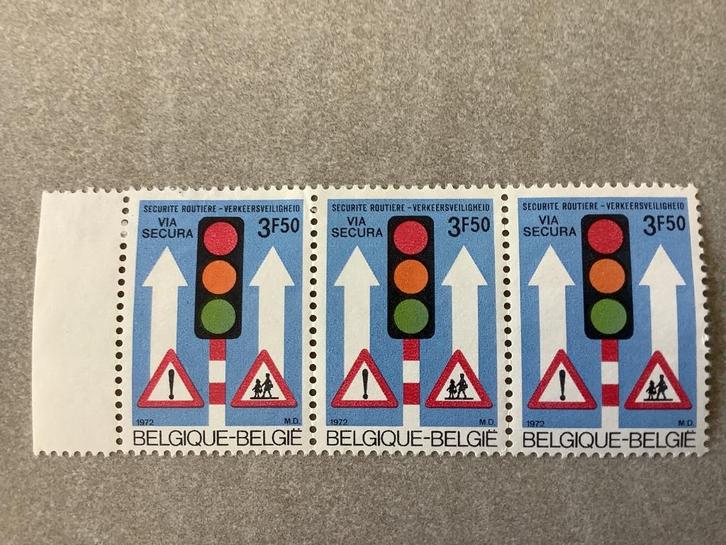 SECURITE ROUTIERE - VERKEERSVEILIGHEID
VIA
SECURA
3F50
1972
M.D.
BELGIQUE-BELGIË
SECURITE ROUTIERE - VERKEERSVEILIGHEID
VIA
SECURA
3F50
1972
M.D.
BELGIQUE-BELGIË
SECURITE ROUTIERE - VERKEERSVEILIGHEID
VIA
SECURA
3F50
1972
M.D.
BELGIQUE-BELGIË